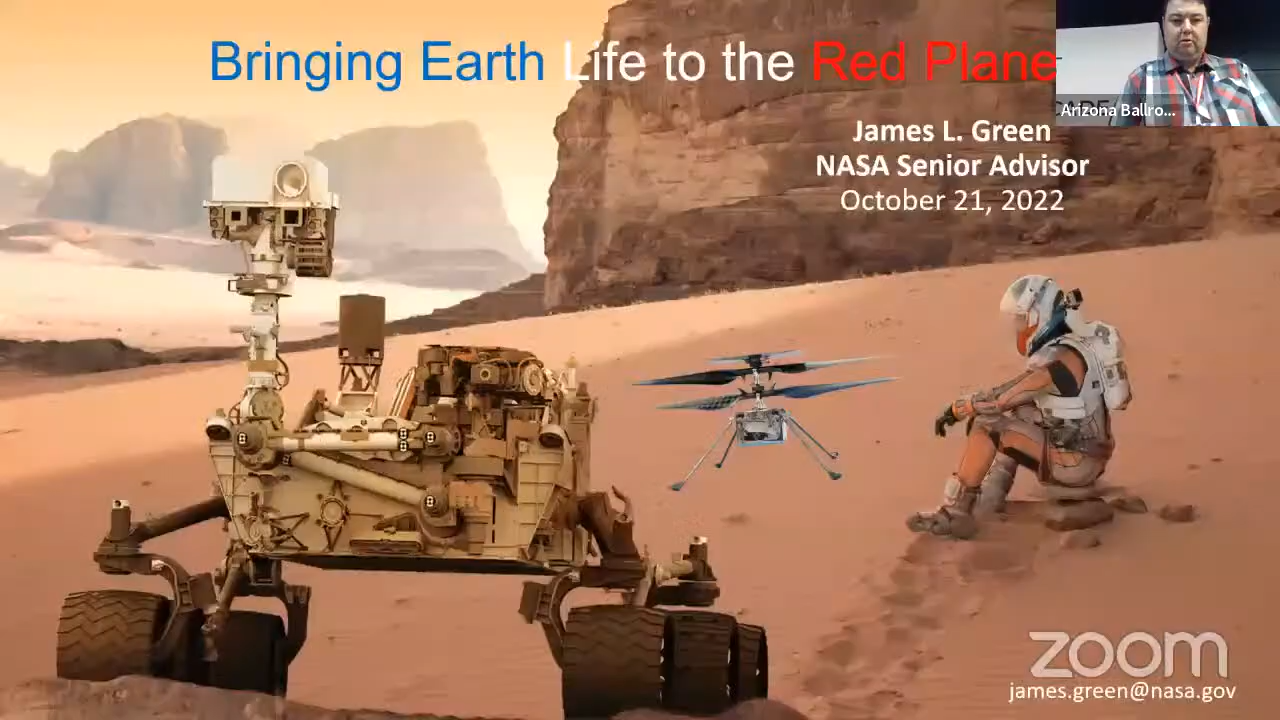 Bringing Earth Life to the Red Plane
James L. Green
NASA Senior Advisor
October 21, 2022
Arizona Ballro...
zoom
james.green@nasa.gov